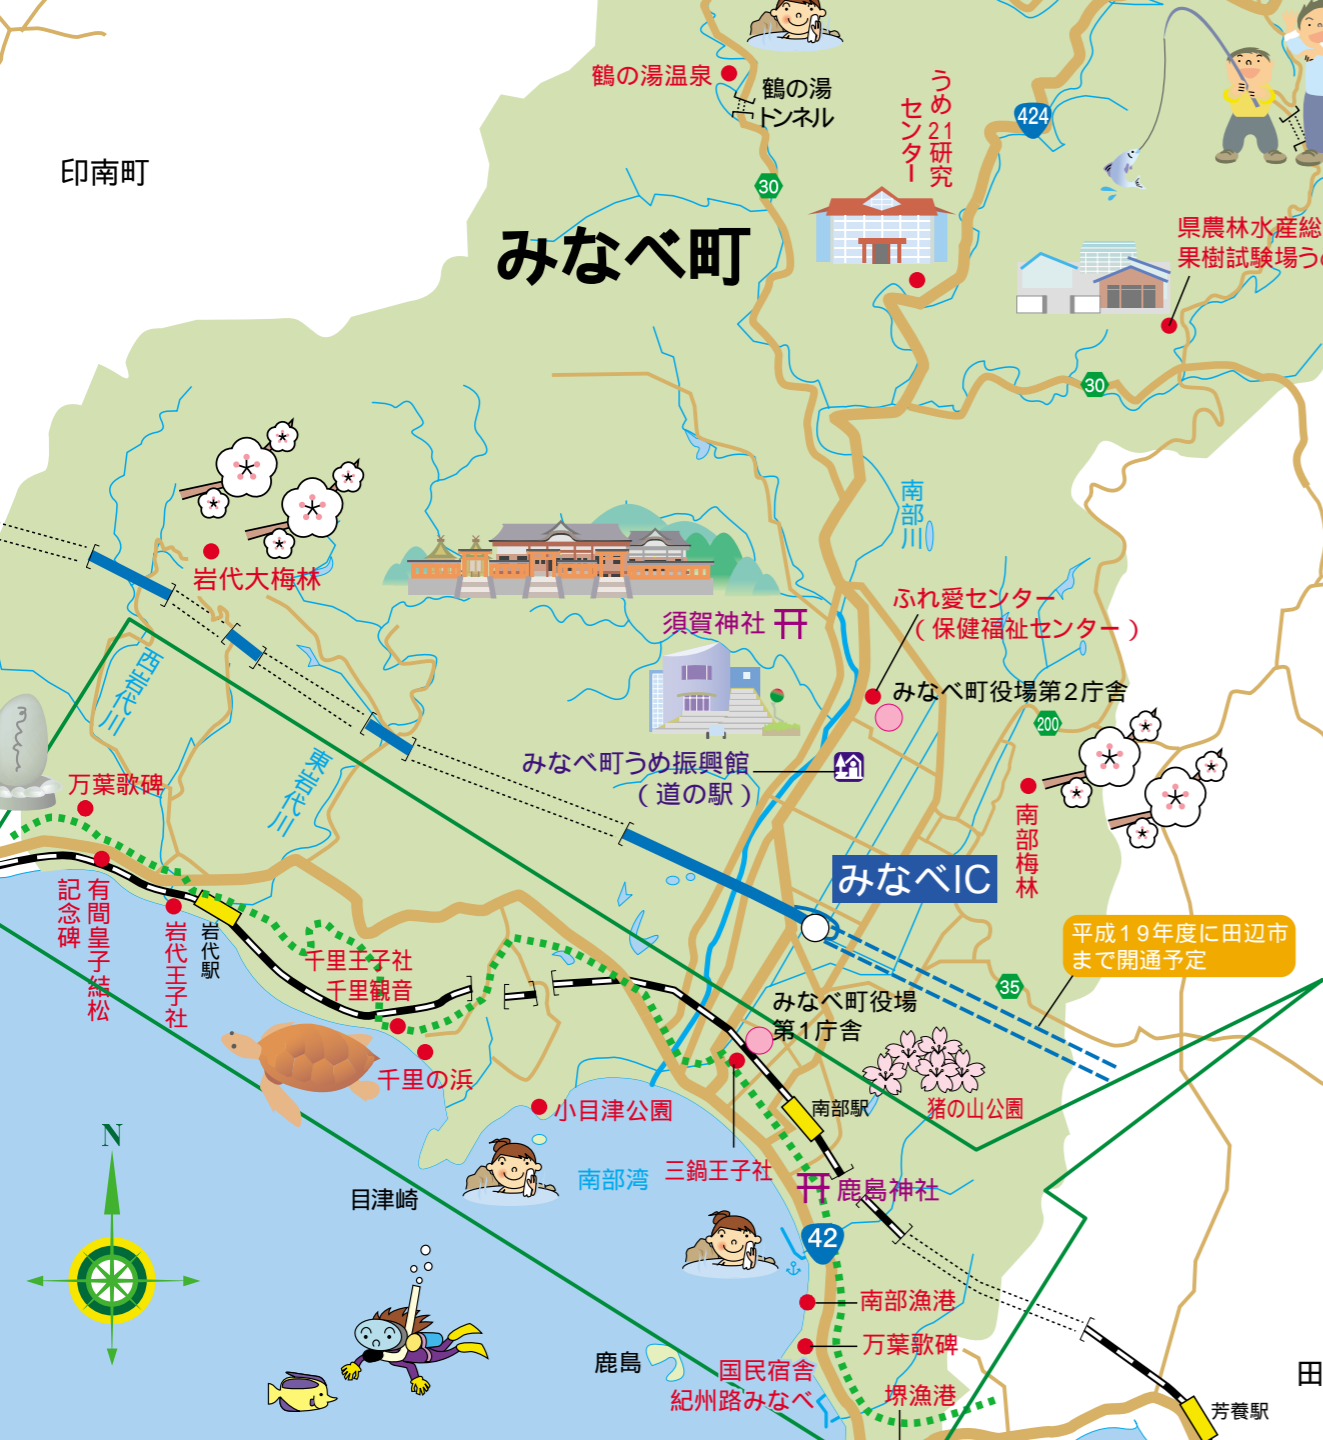 鶴の湯温泉
鶴の湯
トンネル
うめ21研究
センター
424
印南町
30
みなべ町
県農林水産総
果樹試験場う
30
南部川
岩代大梅林
須賀神社
ふれ愛センター
（保健福祉センター）
みなべ町役場第2庁舎
西岩代川
200
東岩代川
みなべ町うめ振興館
（道の駅）
万葉歌碑
南部梅林
みなべIC
有間皇子結松
記念碑
岩代王子社
岩代駅
平成19年度に田辺市
まで開通予定
千里王子社
千里観音
35
みなべ町役場
第1庁舎
千里の浜
小目津公園
南部駅
猪の山公園
N
南部湾
三鍋王子社
目津崎
鹿島神社
42
南部漁港
万葉歌碑
鹿島
国民宿舎
紀州路みなべ
堺漁港
田
芳養駅